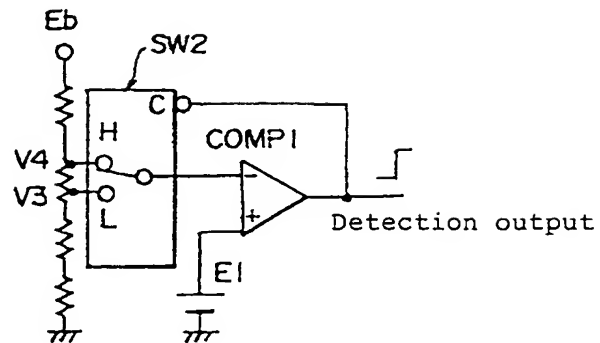 Eb
SW2
C
H
COMP1
V4
V3
L
−
+
E1
Detection output